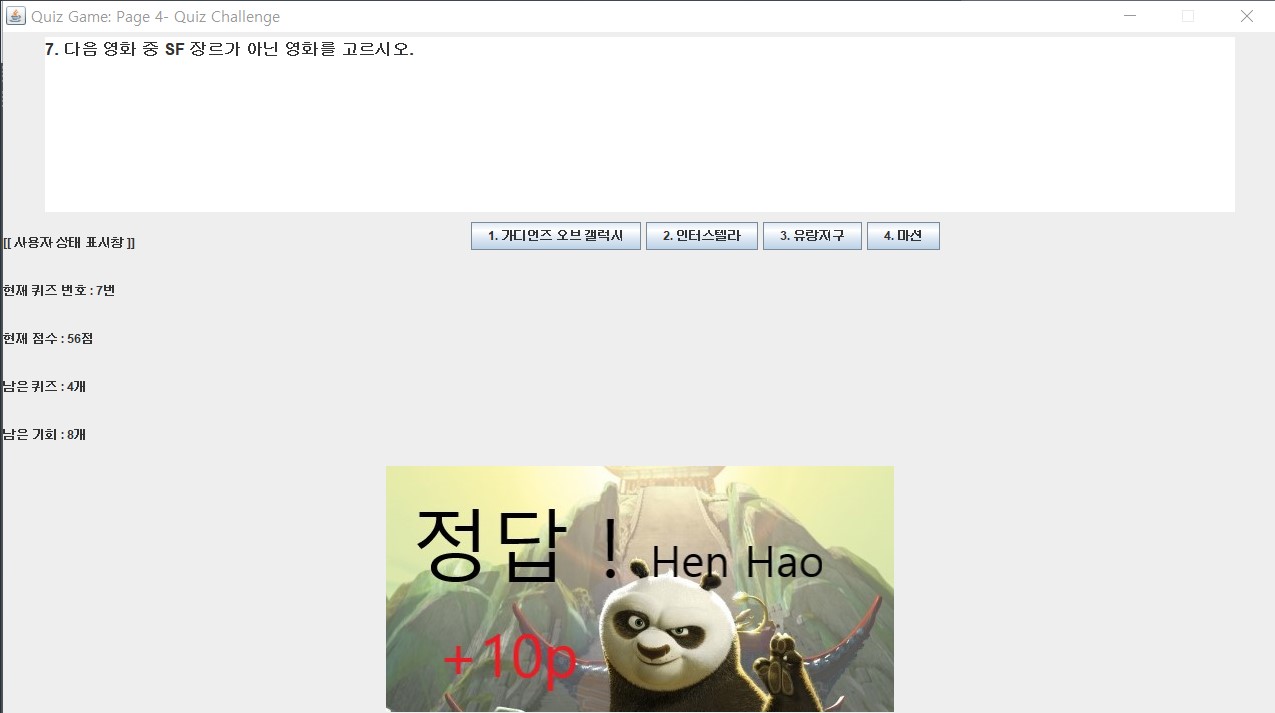 Quiz Game: Page 4- Quiz Challenge
7. 다음 영화 중 SF 장르가 아닌 영화를 고르시오.
1. 가디언즈 오브 갤럭시 2. 인터스텔라 3. 유랑지구 4. 마션
[[ 사용자 상태 표시창 ]]
현재 퀴즈 번호 : 7번
현재 점수 : 56점
남은 퀴즈 : 4개
남은 기회 : 8개
정답 ! Hen Hao
+10p